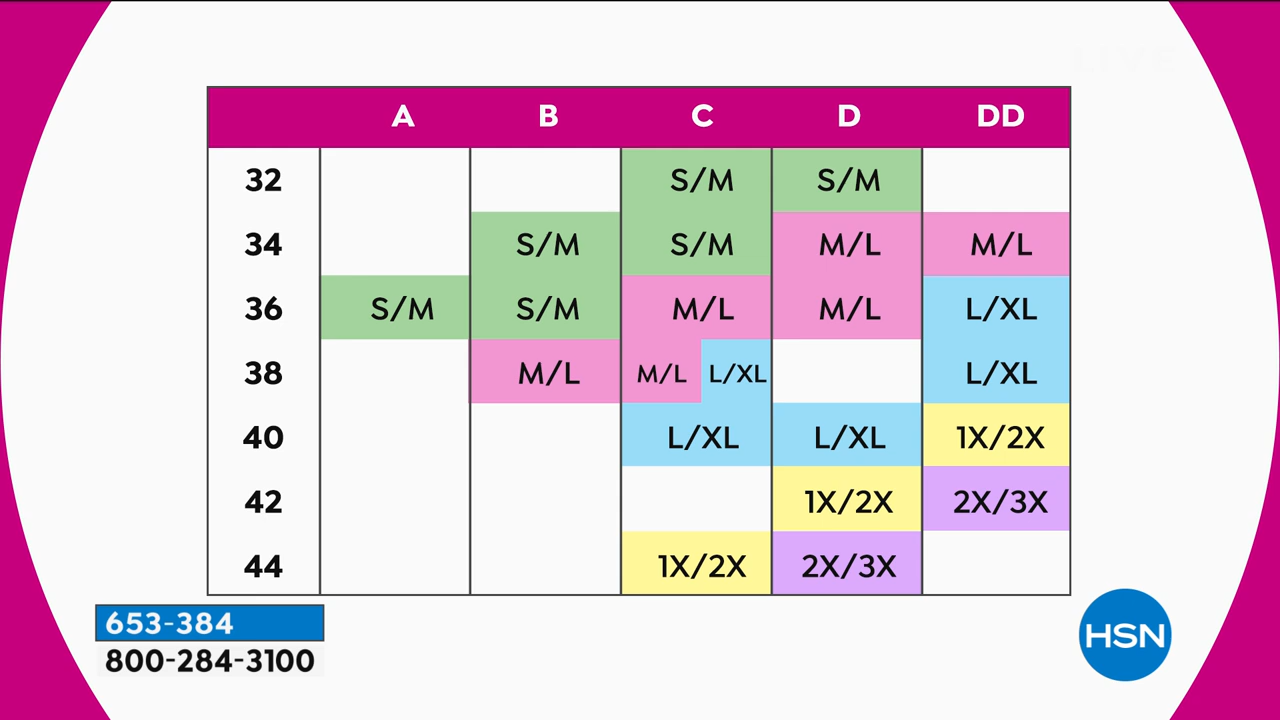 LIVE
A B C D DD
32 S/M S/M
34 S/M S/M M/L M/L
36 S/M S/M M/L M/L L/XL
38 M/L M/L L/XL L/XL
40 L/XL L/XL 1X/2X
42 1X/2X 2X/3X
44 1X/2X 2X/3X
653-384
800-284-3100
HSN